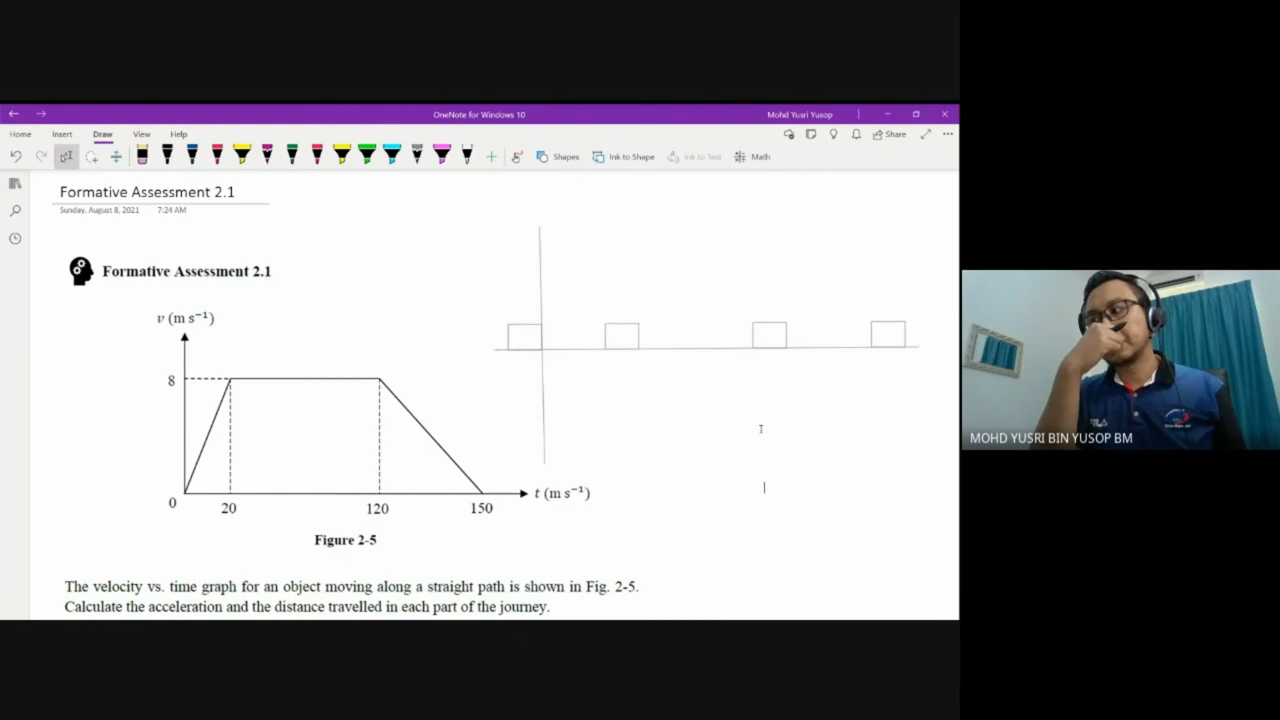 OneNote for Windows 10
Mohd Yusri Yusop
Home Insert Draw View Help
Share
Shapes Ink to Shape Ink to Text Math
Formative Assessment 2.1
Sunday, August 8, 2021 7:24 AM
Formative Assessment 2.1
v (m s⁻¹)
8
0 20 120 150
t (m s⁻¹)
Figure 2-5
The velocity vs. time graph for an object moving along a straight path is shown in Fig. 2-5.
Calculate the acceleration and the distance travelled in each part of the journey.
MOHD YUSRI BIN YUSOP BM